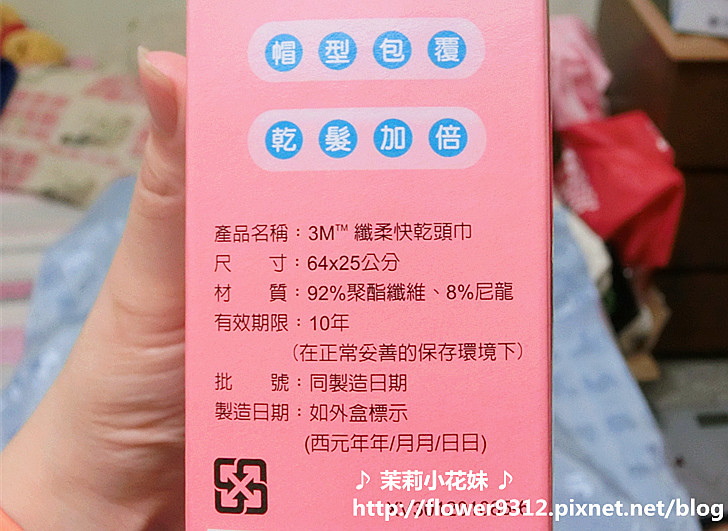 帽型包覆
乾髮加倍
產品名稱：3M™ 纖柔快乾頭巾
尺　　寸：64x25公分
材　　質：92%聚酯纖維、8%尼龍
有效期限：10年
（在正常妥善的保存環境下）
批　　號：同製造日期
製造日期：如外盒標示
(西元年年/月月/日日)
♪ 茉莉小花妹 ♪
http://flower9312.pixnet.net/blog